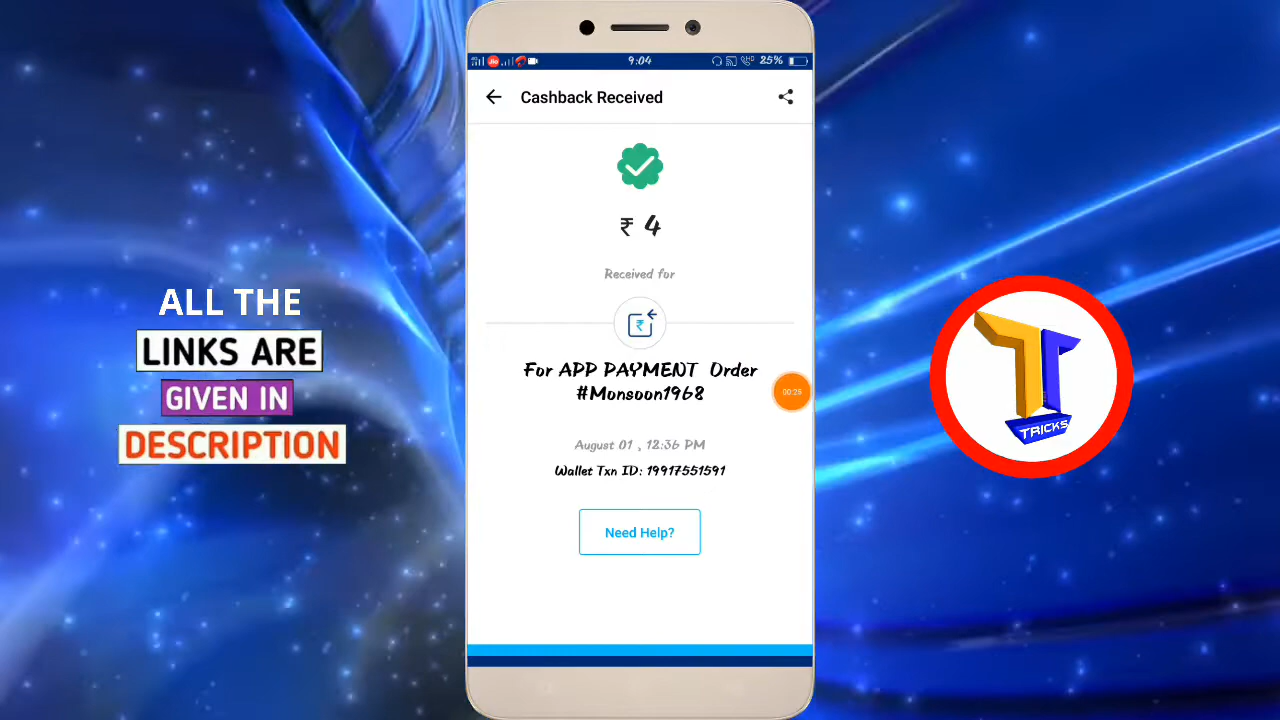 ALL THE
LINKS ARE
GIVEN IN
DESCRIPTION
9:04
25%
Cashback Received
₹ 4
Received for
₹
For APP PAYMENT Order
#Monsoon1968
00:25
August 01 , 12:36 PM
Wallet Txn ID: 19917551591
Need Help?
TT
TRICKS